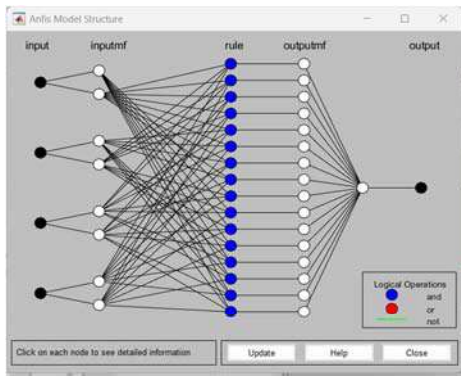 Anfis Model Structure
input inputmf rule outputmf output
Logical Operations
and
or
not
Click on each node to see detailed information
Update Help Close